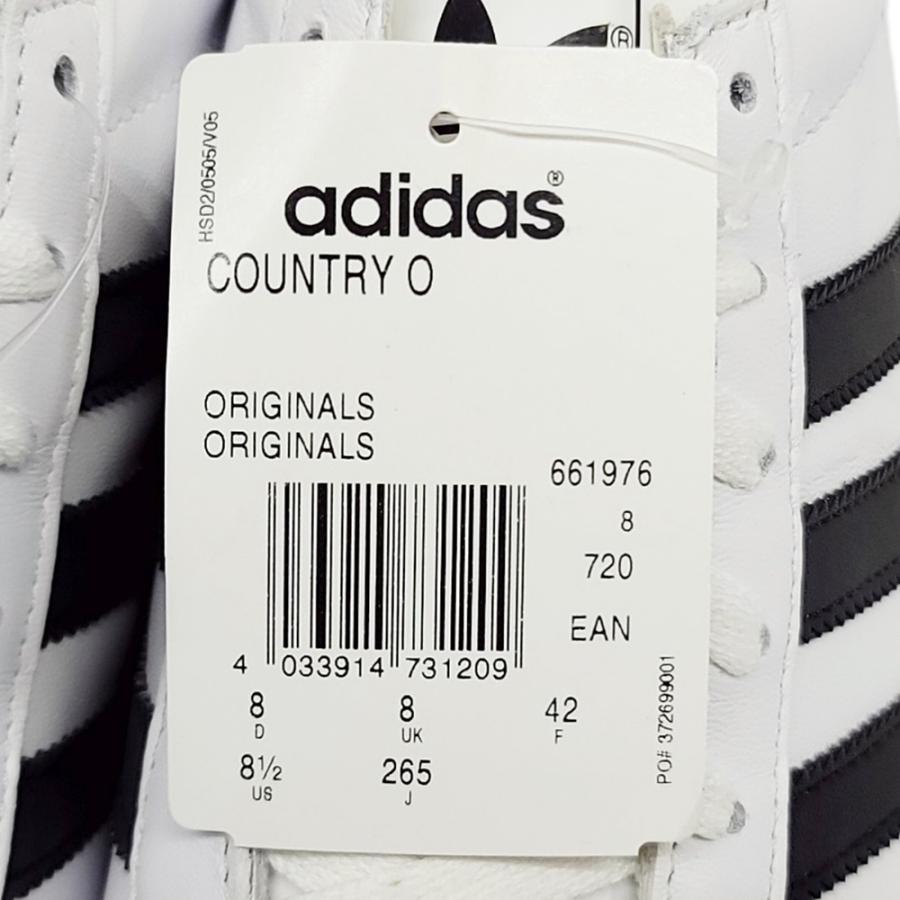 ®
HSD2/0505/V05
adidas®
COUNTRY O
ORIGINALS
ORIGINALS
661976
8
720
EAN
4 033914 731209
8 8 42
D UK F
8½ 265
US J
PO# 372699001